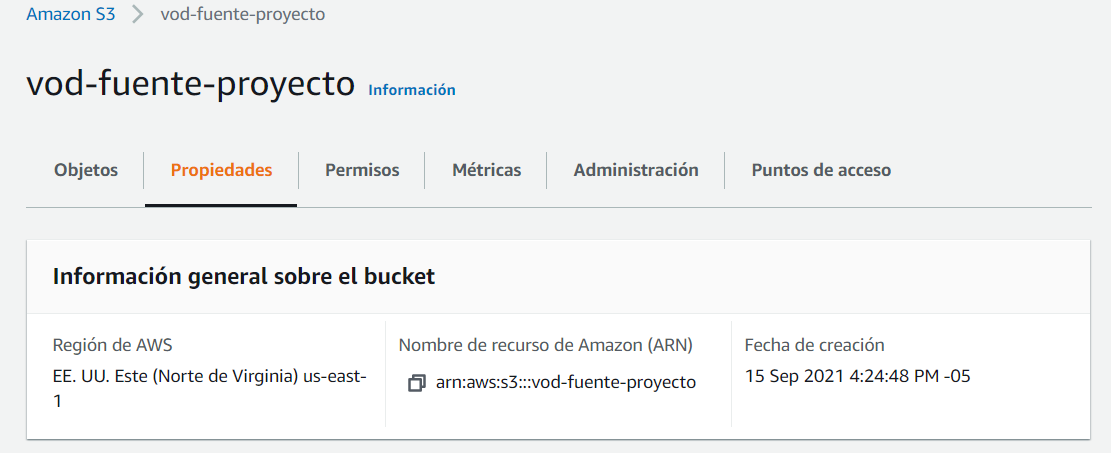 Amazon S3 > vod-fuente-proyecto
vod-fuente-proyecto Información
Objetos Propiedades Permisos Métricas Administración Puntos de acceso
Información general sobre el bucket
Región de AWS
EE. UU. Este (Norte de Virginia) us-east-
1
Nombre de recurso de Amazon (ARN)
arn:aws:s3:::vod-fuente-proyecto
Fecha de creación
15 Sep 2021 4:24:48 PM -05